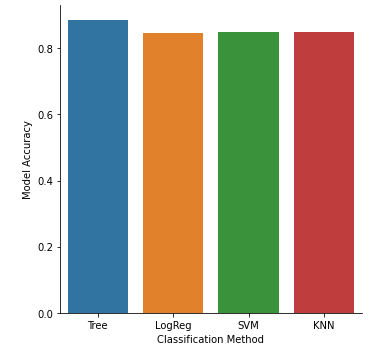 Model Accuracy
0.8
0.6
0.4
0.2
0.0
Tree LogReg SVM KNN
Classification Method